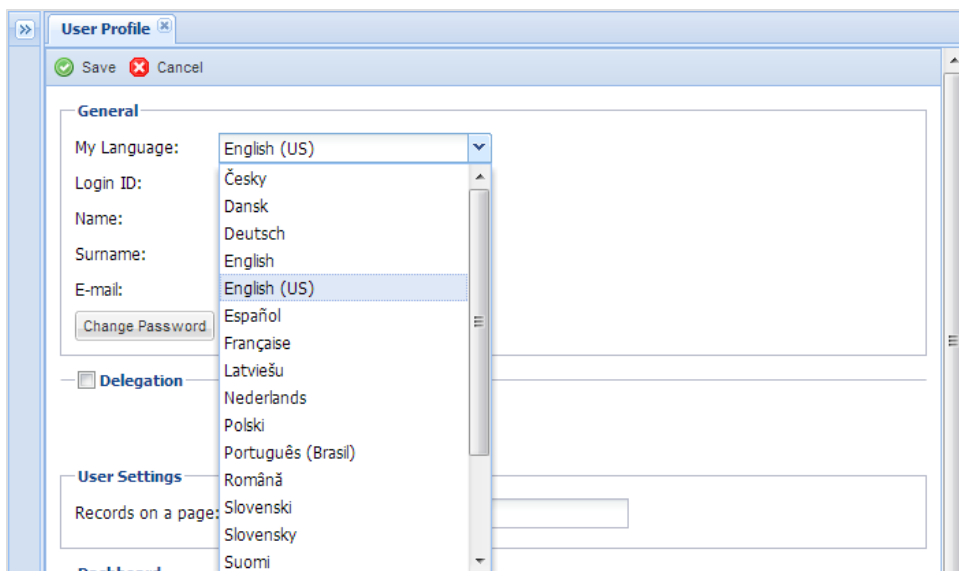 User Profile
Save Cancel
General
My Language: English (US)
Login ID:
Name:
Surname:
E-mail:
Change Password
Česky
Dansk
Deutsch
English
English (US)
Español
Française
Latviešu
Nederlands
Polski
Português (Brasil)
Română
Slovenski
Slovensky
Suomi
Delegation
User Settings
Records on a page:
Dashboard